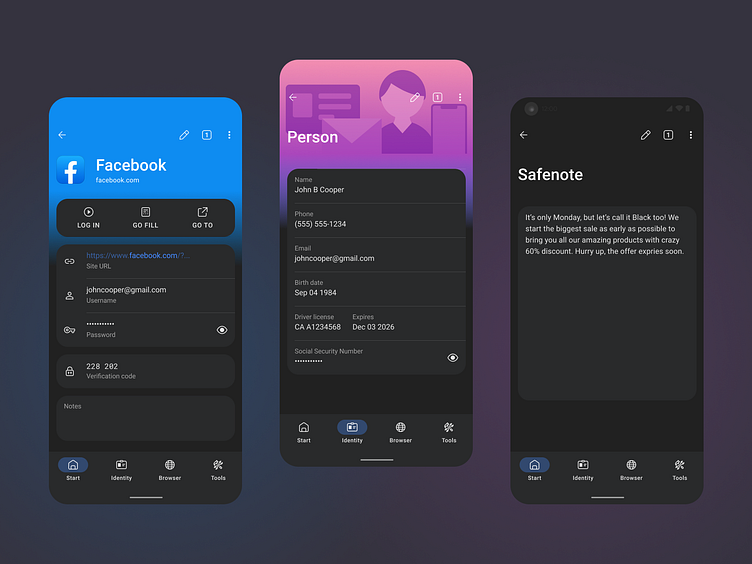 Facebook
facebook.com
LOG IN
GO FILL
GO TO
https://www.facebook.com/?...
Site URL
johncooper@gmail.com
Username
•••••••••••
Password
228 202
Verification code
Notes
Start
Identity
Browser
Tools
1
Person
Name
John B Cooper
Phone
(555) 555-1234
Email
johncooper@gmail.com
Birth date
Sep 04 1984
Driver license
Expires
CA A1234568
Dec 03 2026
Social Security Number
•••••••••••
Start
Identity
Browser
Tools
1
Safenote
It's only Monday, but let's call it Black too! We
start the biggest sale as early as possible to
bring you all our amazing products with crazy
60% discount. Hurry up, the offer expries soon.
Start
Identity
Browser
Tools
1